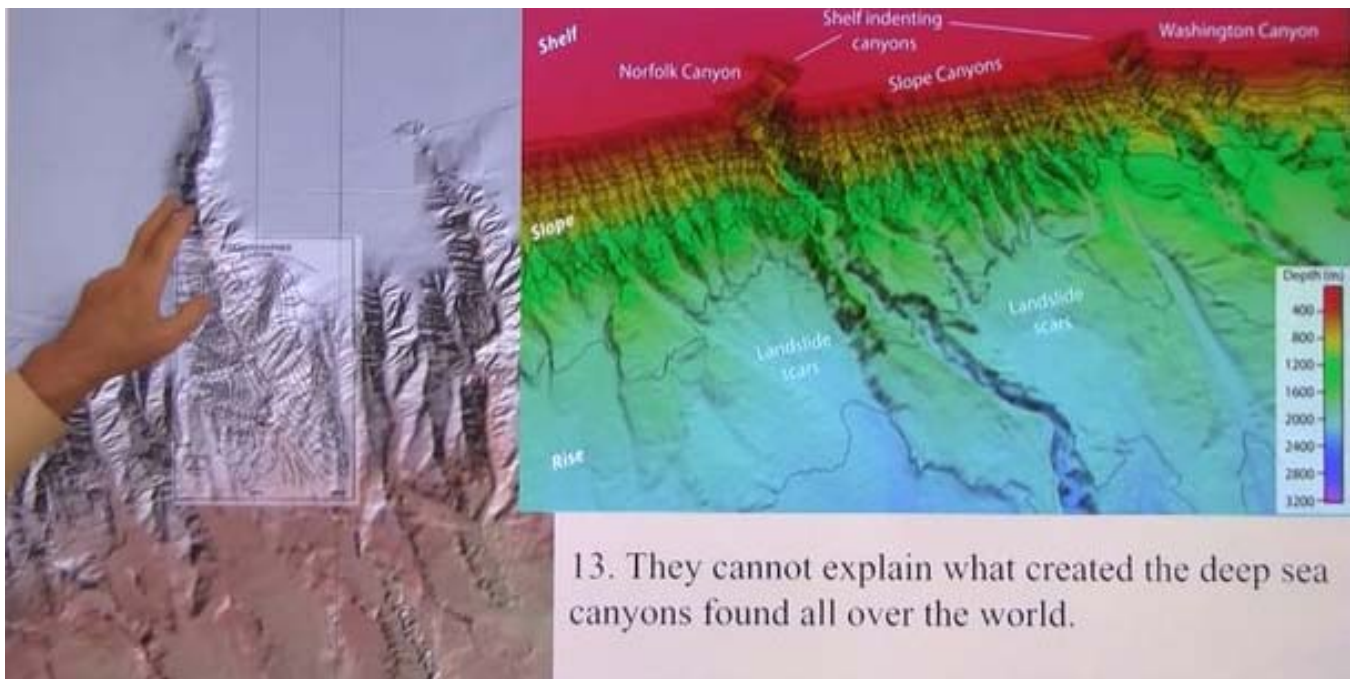 Shelf
Shelf indenting
canyons
Washington Canyon
Norfolk Canyon
Slope Canyons
Slope
Depth (m)
400
800
1200
1600
2000
2400
2800
3200
Landslide
scars
Landslide
scars
Rise
13. They cannot explain what created the deep sea
canyons found all over the world.